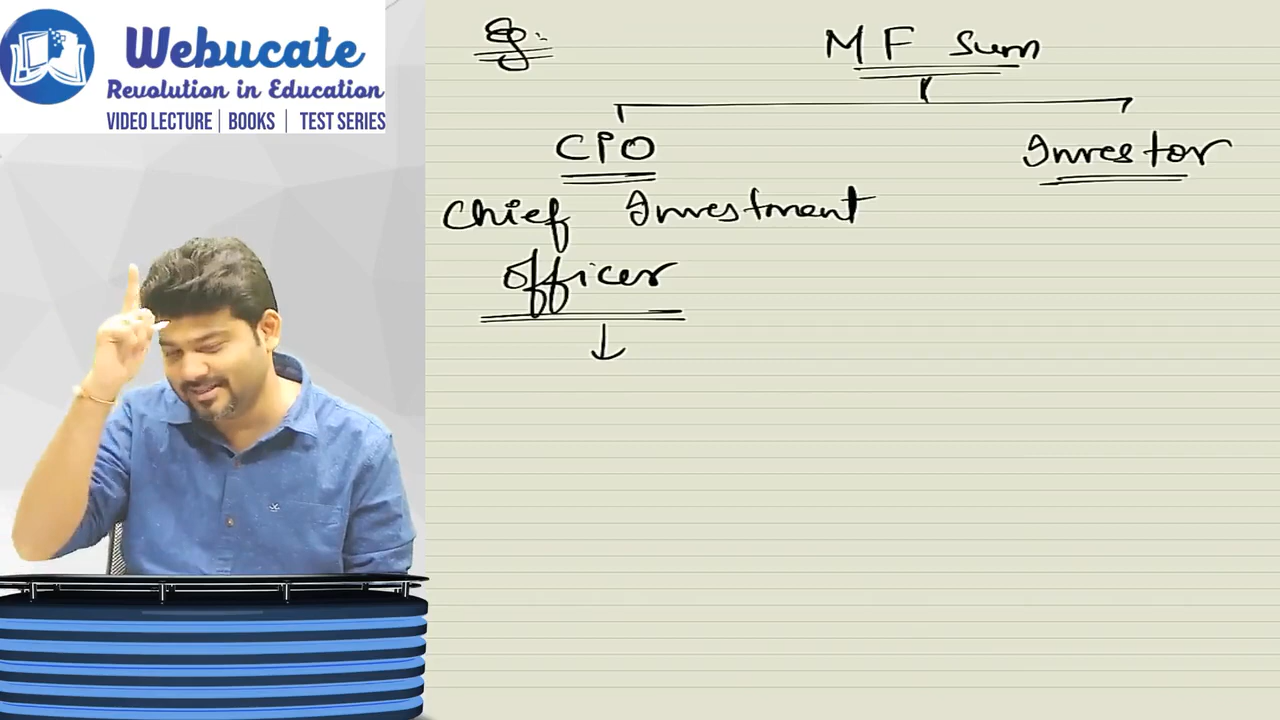 Webucate
Revolution in Education
VIDEO LECTURE | BOOKS | TEST SERIES
Eg:
MF Sum
CIO
Investor
Chief Investment
Officer